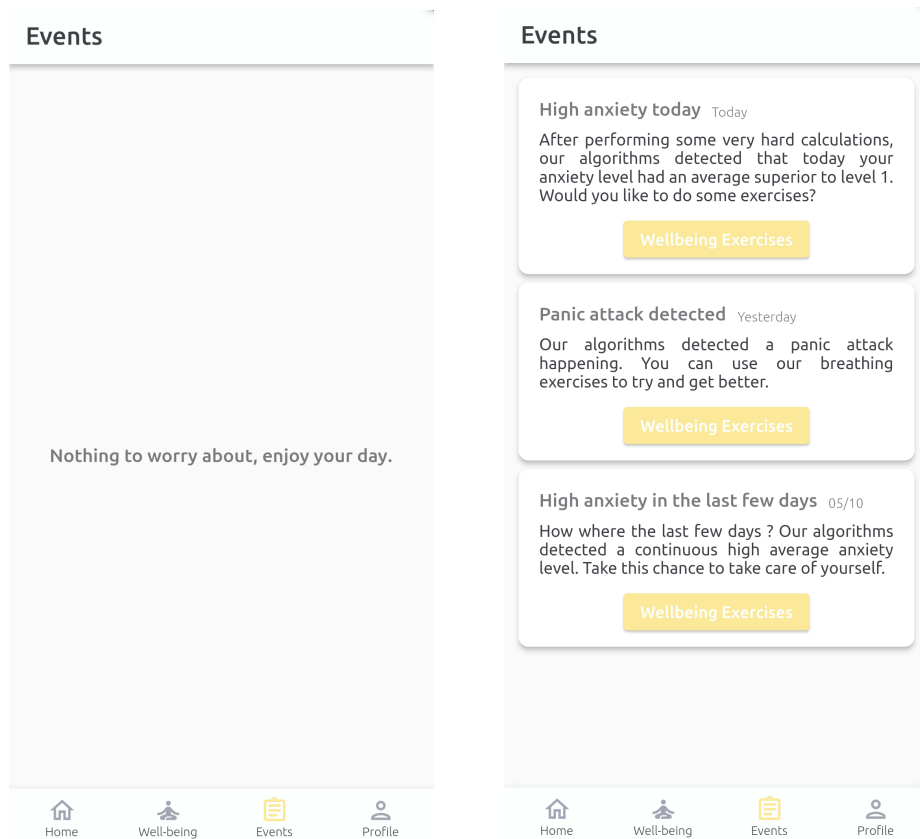 Events
Nothing to worry about, enjoy your day.
Home Well-being Events Profile
Events
High anxiety today Today
After performing some very hard calculations,
our algorithms detected that today your
anxiety level had an average superior to level 1.
Would you like to do some exercises?
Wellbeing Exercises
Panic attack detected Yesterday
Our algorithms detected a panic attack
happening. You can use our breathing
exercises to try and get better.
Wellbeing Exercises
High anxiety in the last few days 05/10
How where the last few days ? Our algorithms
detected a continuous high average anxiety
level. Take this chance to take care of yourself.
Wellbeing Exercises
Home Well-being Events Profile